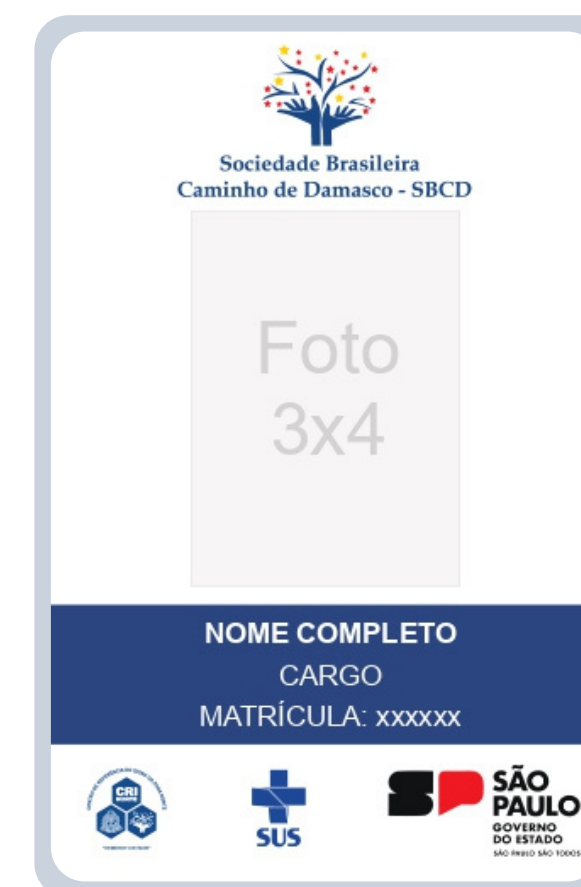 Sociedade Brasileira
Caminho de Damasco - SBCD
Foto
3x4
NOME COMPLETO
CARGO
MATRÍCULA: xxxxxx
CRI
NORTE
SUS
SÃO
PAULO
GOVERNO
DO ESTADO
SÃO PAULO SÃO TODOS